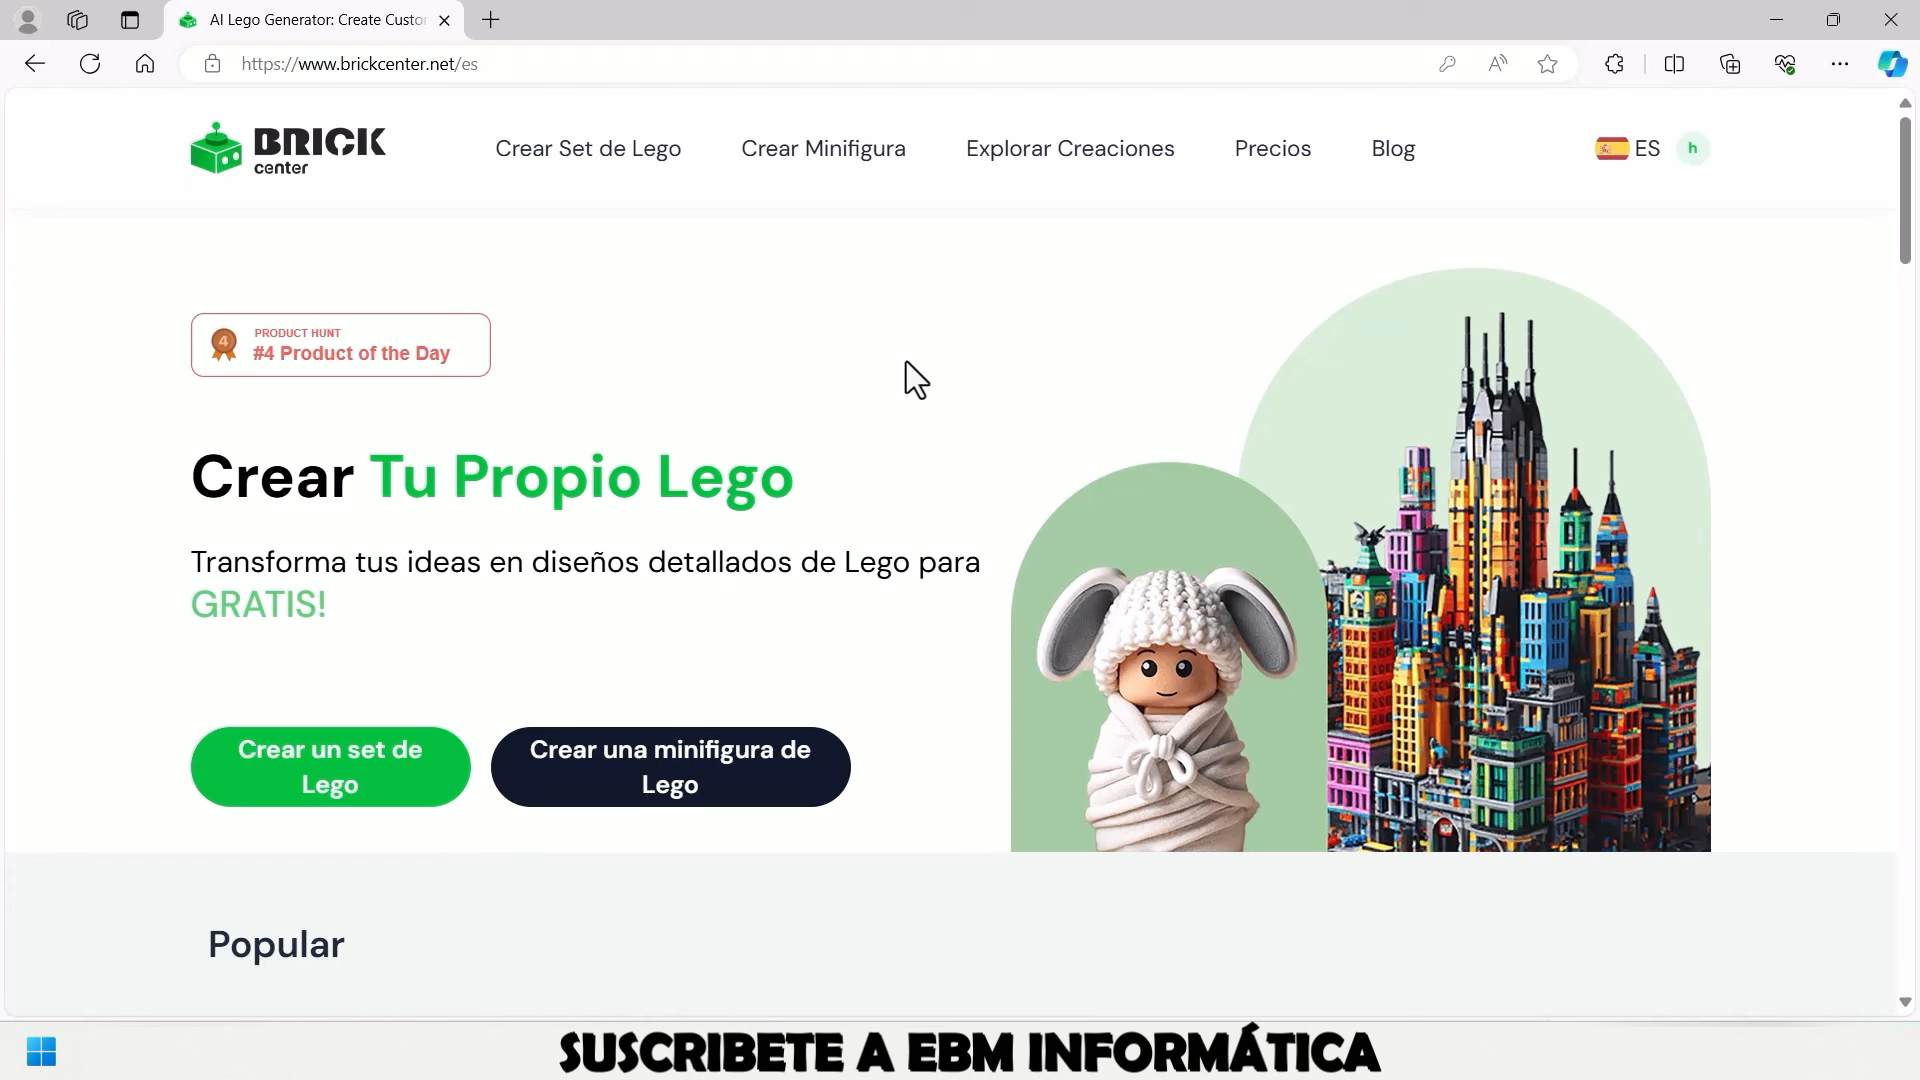 AI Lego Generator: Create Custo
https://www.brickcenter.net/es
BRICK
center
Crear Set de Lego
Crear Minifigura
Explorar Creaciones
Precios
Blog
ES
h
4
PRODUCT HUNT
#4 Product of the Day
Crear Tu Propio Lego
Transforma tus ideas en diseños detallados de Lego para
GRATIS!
Crear un set de
Lego
Crear una minifigura de
Lego
Popular
SUSCRIBETE A EBM INFORMÁTICA